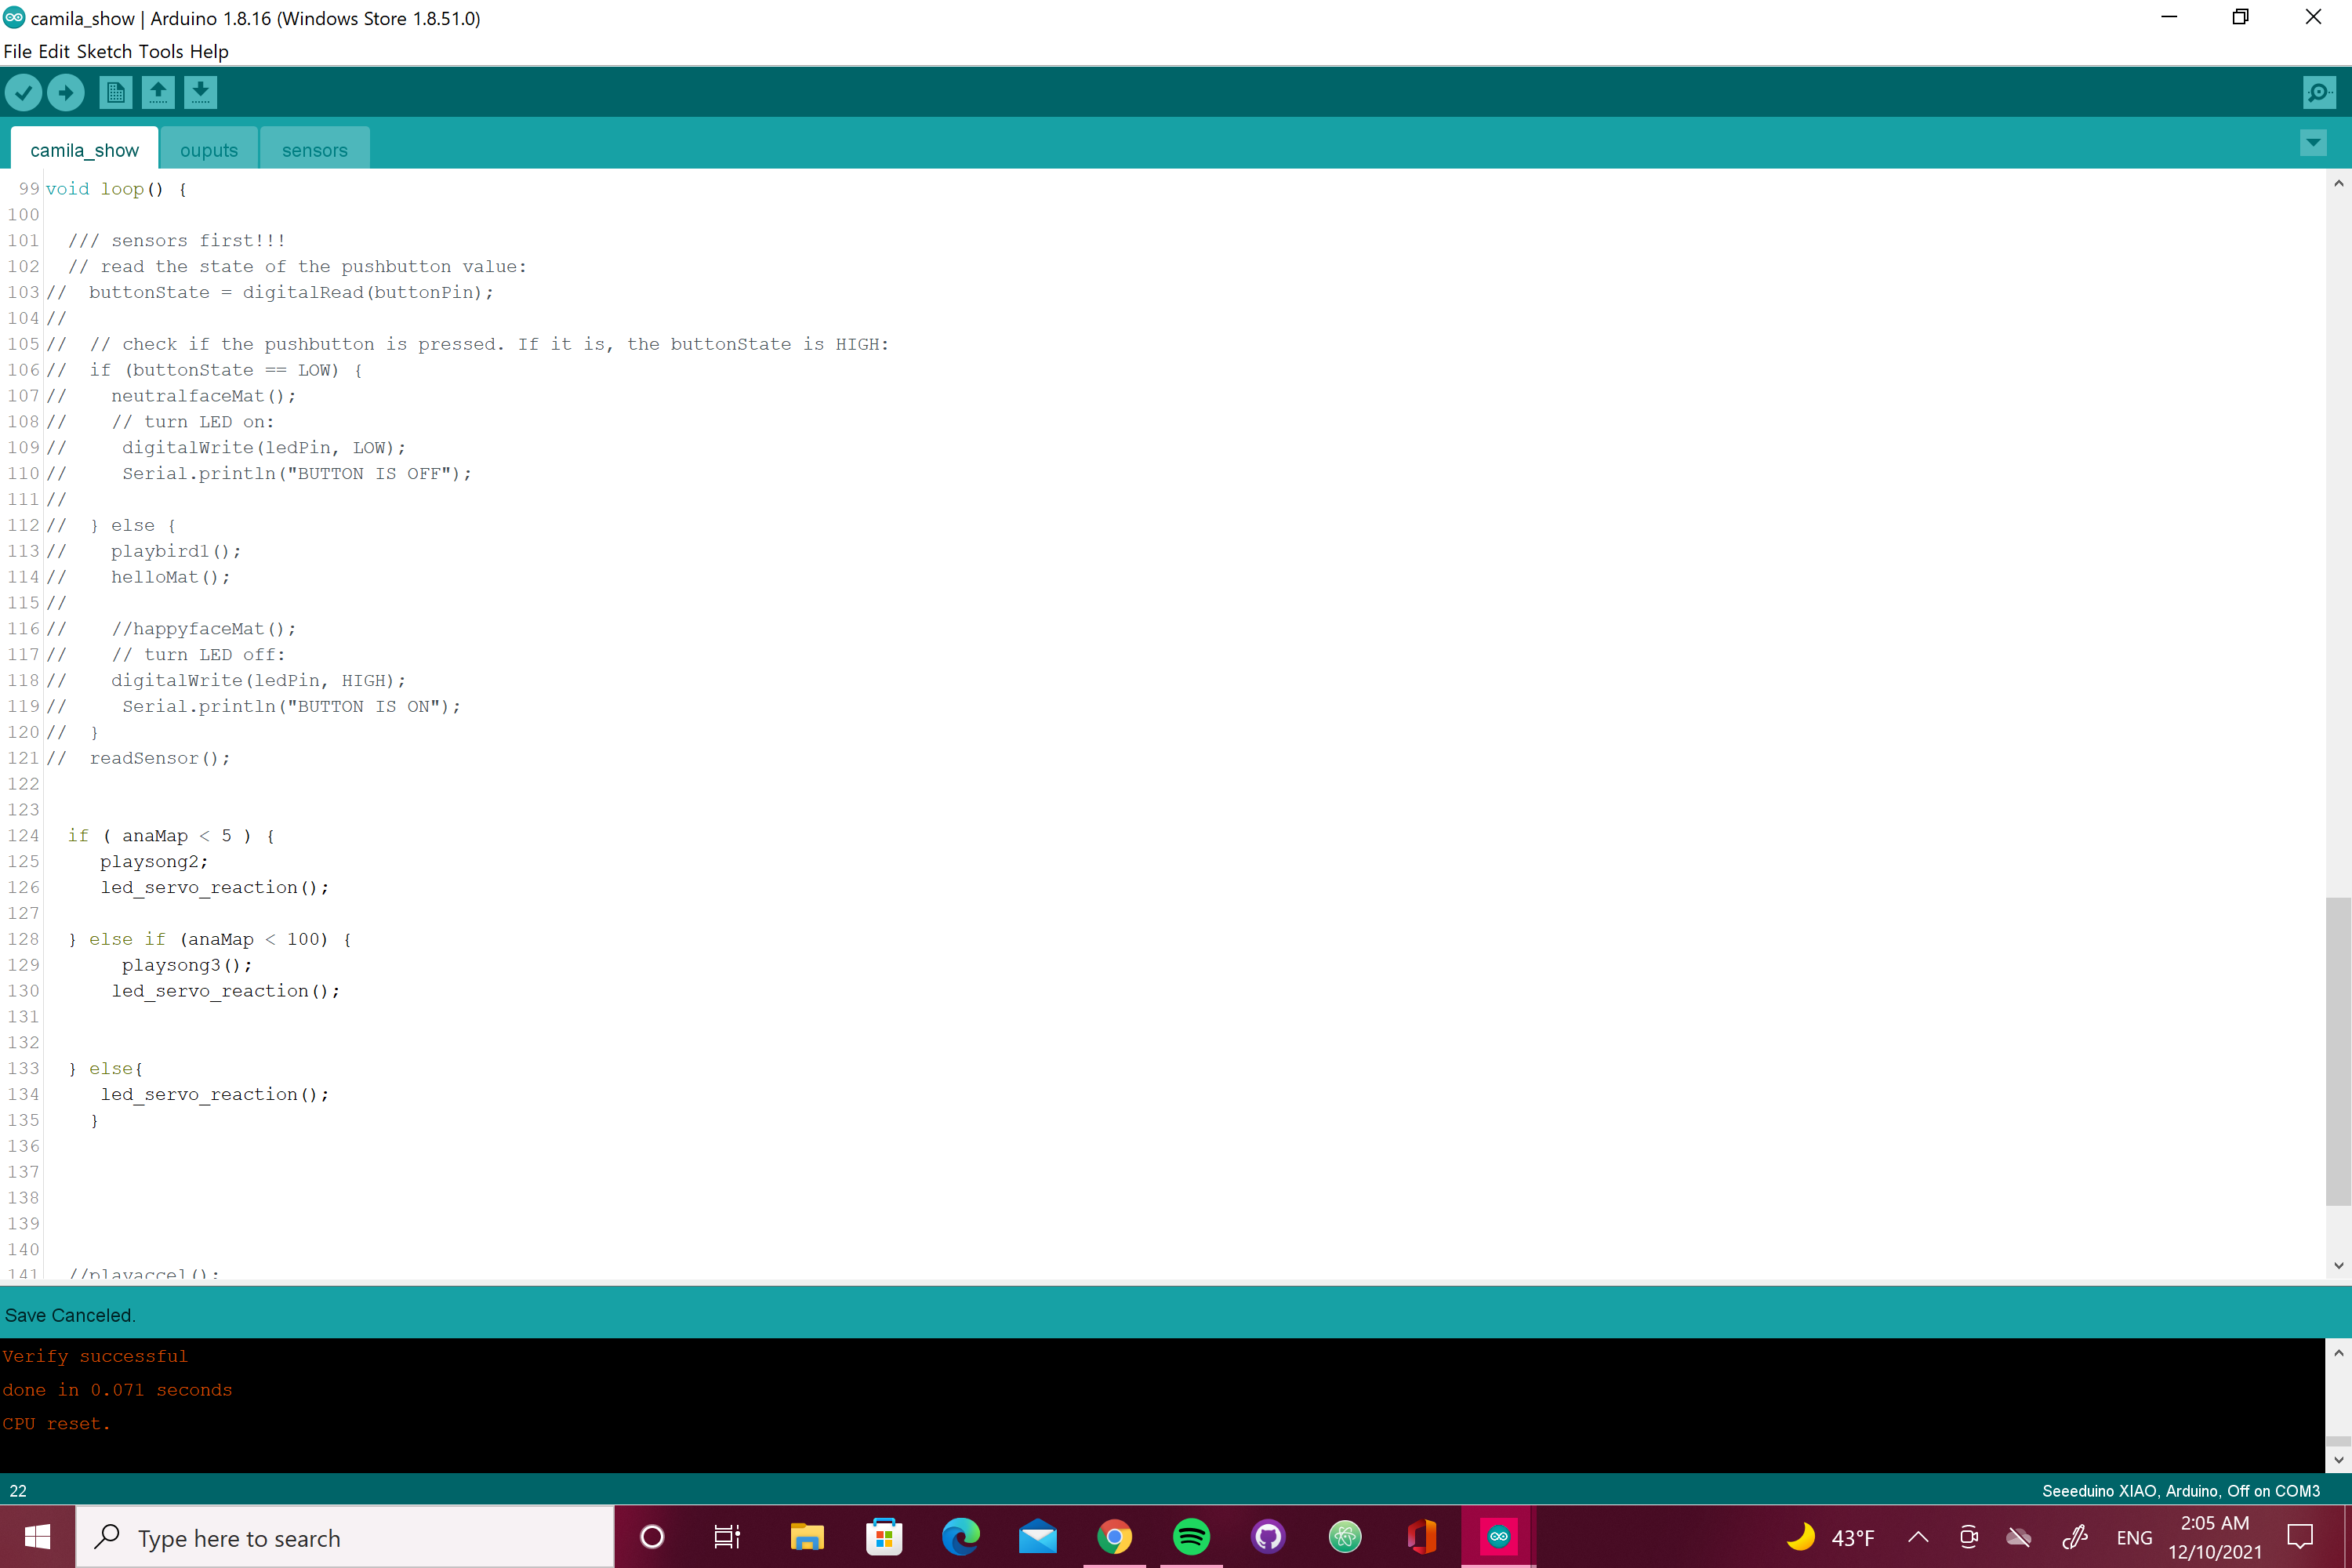 camila_show | Arduino 1.8.16 (Windows Store 1.8.51.0)
File Edit Sketch Tools Help
camila_show ouputs sensors
99 void loop() {
100
101 /// sensors first!!!
102 // read the state of the pushbutton value:
103 // buttonState = digitalRead(buttonPin);
104 //
105 // // check if the pushbutton is pressed. If it is, the buttonState is HIGH:
106 // if (buttonState == LOW) {
107 // neutralfaceMat();
108 // // turn LED on:
109 // digitalWrite(ledPin, LOW);
110 // Serial.println("BUTTON IS OFF");
111 //
112 // } else {
113 // playbird1();
114 // helloMat();
115 //
116 // //happyfaceMat();
117 // // turn LED off:
118 // digitalWrite(ledPin, HIGH);
119 // Serial.println("BUTTON IS ON");
120 // }
121 // readSensor();
122
123
124 if ( anaMap < 5 ) {
125 playsong2;
126 led_servo_reaction();
127
128 } else if (anaMap < 100) {
129 playsong3();
130 led_servo_reaction();
131
132
133 } else{
134 led_servo_reaction();
135 }
136
137
138
139
140
141 //playaccel();
Save Canceled.
Verify successful
done in 0.071 seconds
CPU reset.
22 Seeeduino XIAO, Arduino, Off on COM3
Type here to search 43°F ENG 2:05 AM
12/10/2021